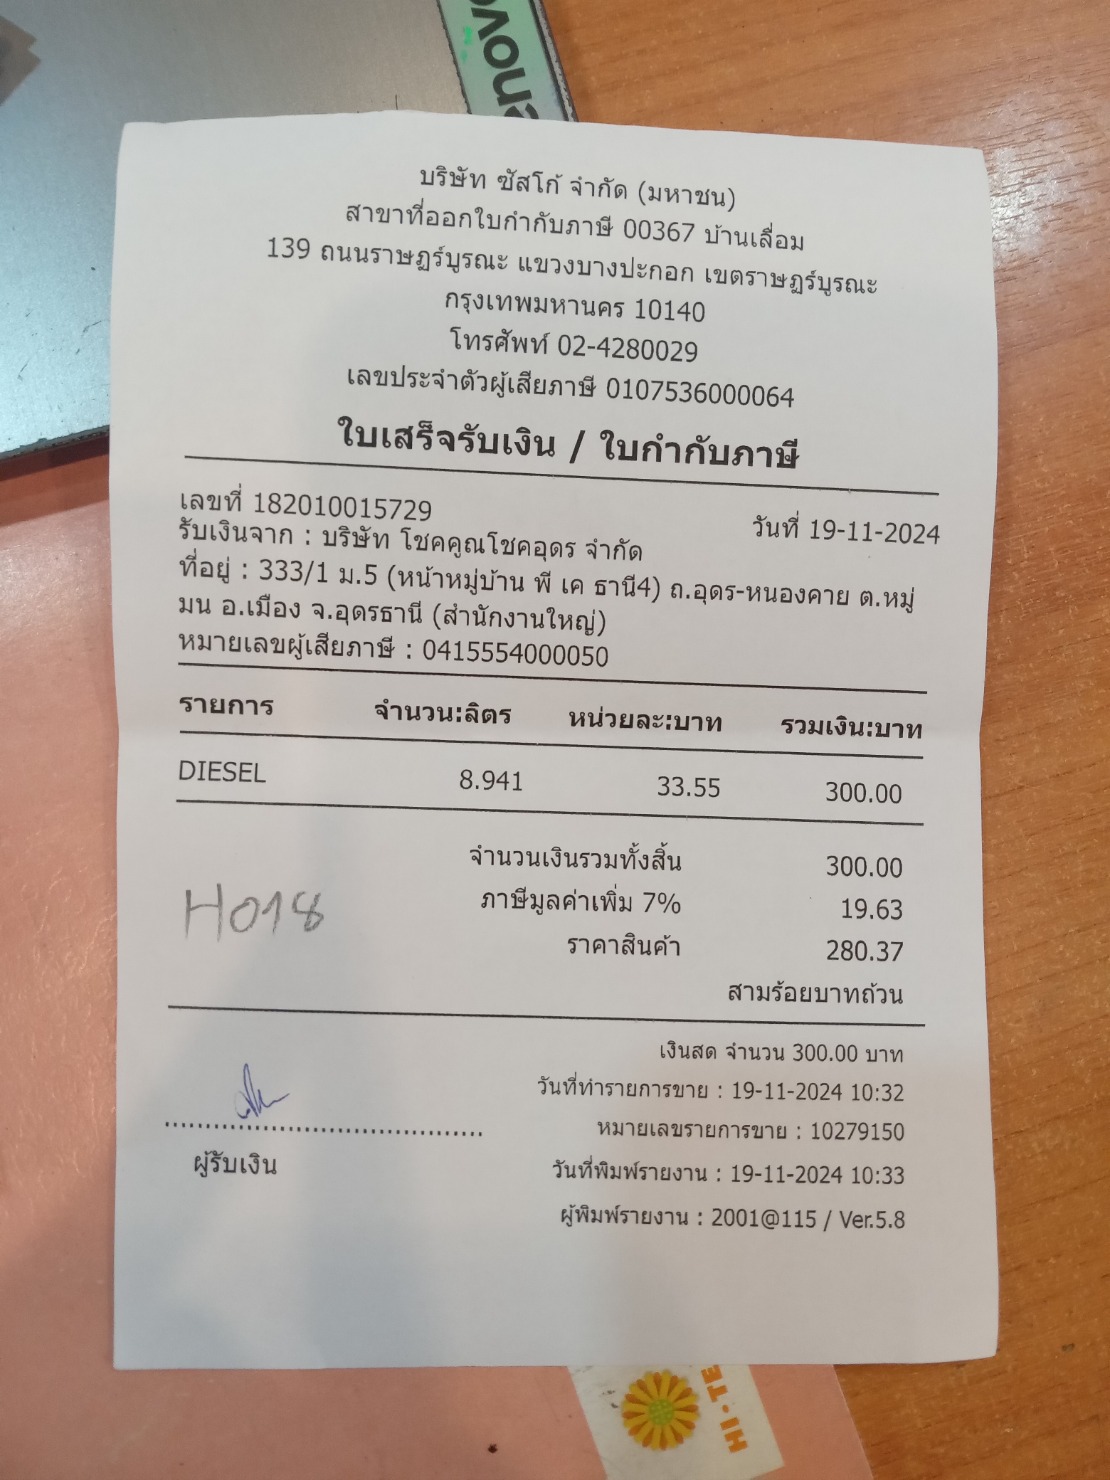 enovo
บริษัท ซัสโก้ จำกัด (มหาชน)
สาขาที่ออกใบกำกับภาษี 00367 บ้านเลื่อม
139 ถนนราษฎร์บูรณะ แขวงบางปะกอก เขตราษฎร์บูรณะ
กรุงเทพมหานคร 10140
โทรศัพท์ 02-4280029
เลขประจำตัวผู้เสียภาษี 0107536000064
ใบเสร็จรับเงิน / ใบกำกับภาษี
เลขที่ 182010015729 วันที่ 19-11-2024
รับเงินจาก : บริษัท โชคคูณโชคอุดร จำกัด
ที่อยู่ : 333/1 ม.5 (หน้าหมู่บ้าน พี เค ธานี4) ถ.อุดร-หนองคาย ต.หมู่
มน อ.เมือง จ.อุดรธานี (สำนักงานใหญ่)
หมายเลขผู้เสียภาษี : 0415554000050
รายการ จำนวน:ลิตร หน่วยละ:บาท รวมเงิน:บาท
DIESEL 8.941 33.55 300.00
จำนวนเงินรวมทั้งสิ้น 300.00
ภาษีมูลค่าเพิ่ม 7% 19.63
H018
ราคาสินค้า 280.37
สามร้อยบาทถ้วน
เงินสด จำนวน 300.00 บาท
วันที่ทำรายการขาย : 19-11-2024 10:32
หมายเลขรายการขาย : 10279150
ผู้รับเงิน
วันที่พิมพ์รายงาน : 19-11-2024 10:33
ผู้พิมพ์รายงาน : 2001@115 / Ver.5.8
HI-TE